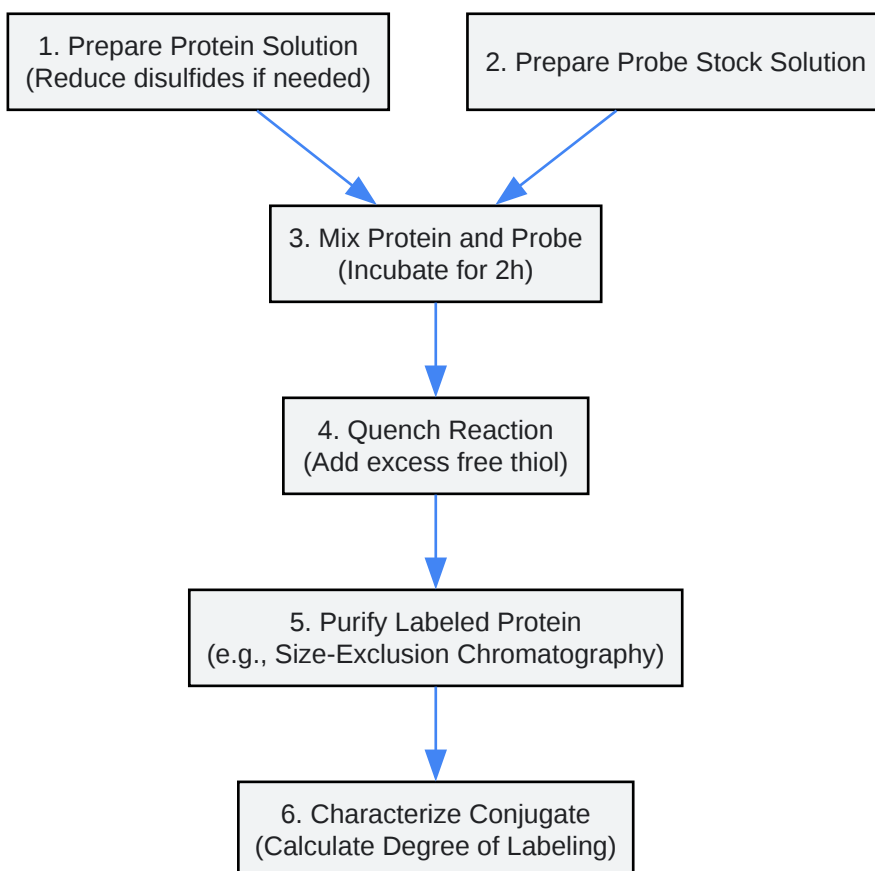 1. Prepare Protein Solution
(Reduce disulfides if needed)
2. Prepare Probe Stock Solution
3. Mix Protein and Probe
(Incubate for 2h)
4. Quench Reaction
(Add excess free thiol)
5. Purify Labeled Protein
(e.g., Size-Exclusion Chromatography)
6. Characterize Conjugate
(Calculate Degree of Labeling)